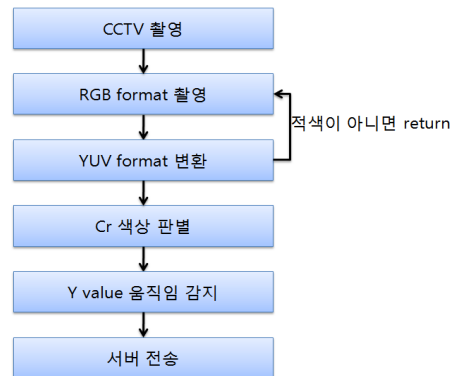 CCTV 촬영
RGB format 촬영
적색이 아니면 return
YUV format 변환
Cr 색상 판별
Y value 움직임 감지
서버 전송